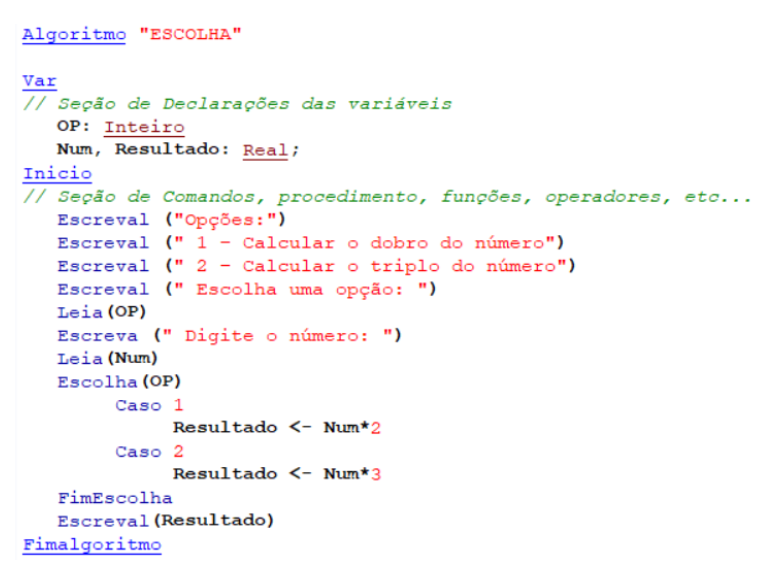 Algoritmo "ESCOLHA"
Var
// Seção de Declarações das variáveis
OP: Inteiro
Num, Resultado: Real;
Inicio
// Seção de Comandos, procedimento, funções, operadores, etc...
Escreval ("Opções:")
Escreval (" 1 - Calcular o dobro do número")
Escreval (" 2 - Calcular o triplo do número")
Escreval (" Escolha uma opção: ")
Leia(OP)
Escreva (" Digite o número: ")
Leia(Num)
Escolha(OP)
Caso 1
Resultado <- Num*2
Caso 2
Resultado <- Num*3
FimEscolha
Escreval(Resultado)
Fimalgoritmo